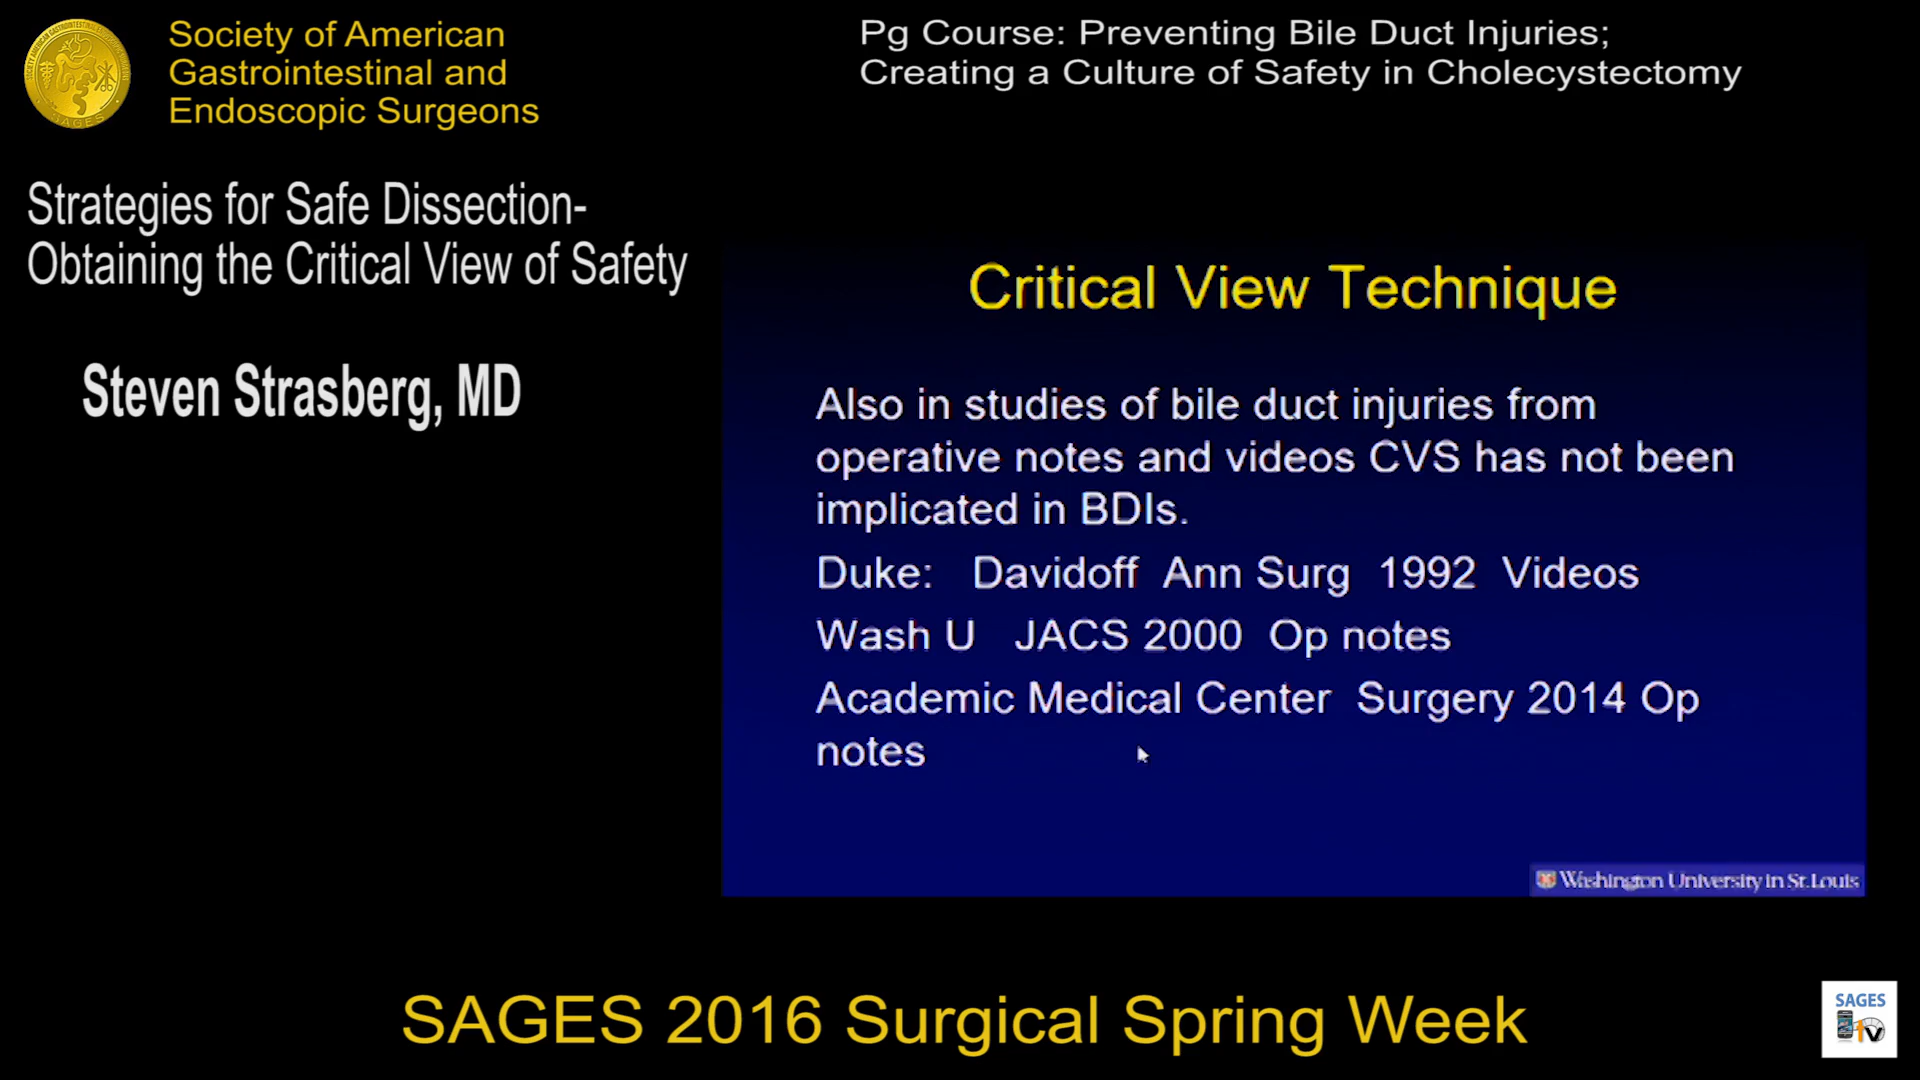 Society of American
Gastrointestinal and
Endoscopic Surgeons
Pg Course: Preventing Bile Duct Injuries;
Creating a Culture of Safety in Cholecystectomy
Strategies for Safe Dissection-
Obtaining the Critical View of Safety
Steven Strasberg, MD
Critical View Technique
Also in studies of bile duct injuries from
operative notes and videos CVS has not been
implicated in BDIs.
Duke: Davidoff Ann Surg 1992 Videos
Wash U JACS 2000 Op notes
Academic Medical Center Surgery 2014 Op
notes
Washington University in St. Louis
SAGES 2016 Surgical Spring Week
SAGES
TV